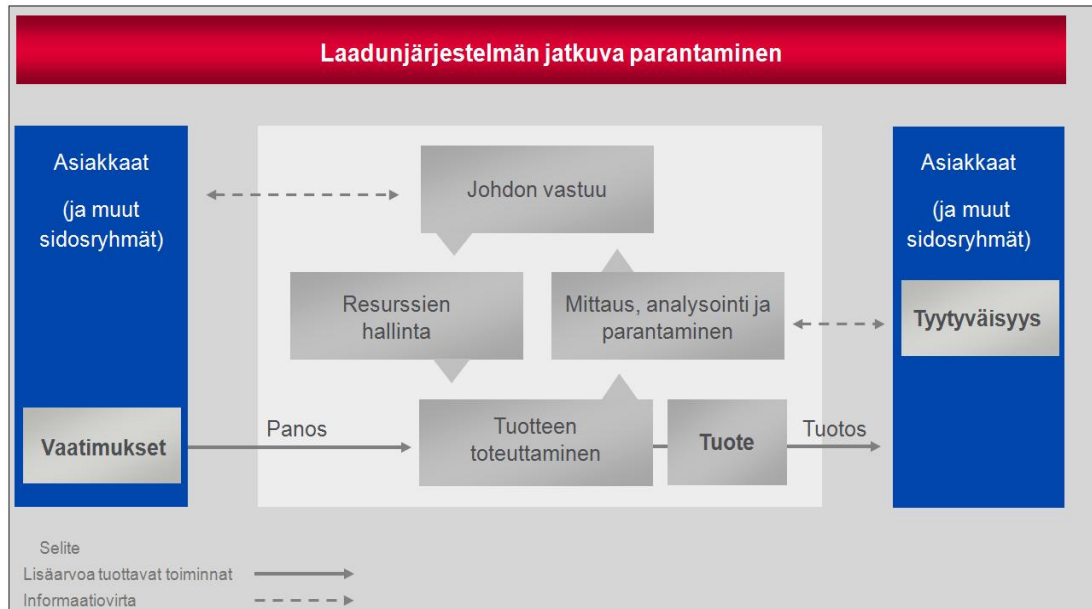 Laadunjärjestelmän jatkuva parantaminen
Asiakkaat
(ja muut
sidosryhmät)
Vaatimukset
Johdon vastuu
Resurssien
hallinta
Mittaus, analysointi ja
parantaminen
Panos
Tuotteen
toteuttaminen
Tuote
Tuotos
Asiakkaat
(ja muut
sidosryhmät)
Tyytyväisyys
Selite
Lisäarvoa tuottavat toiminnat
Informaatiovirta